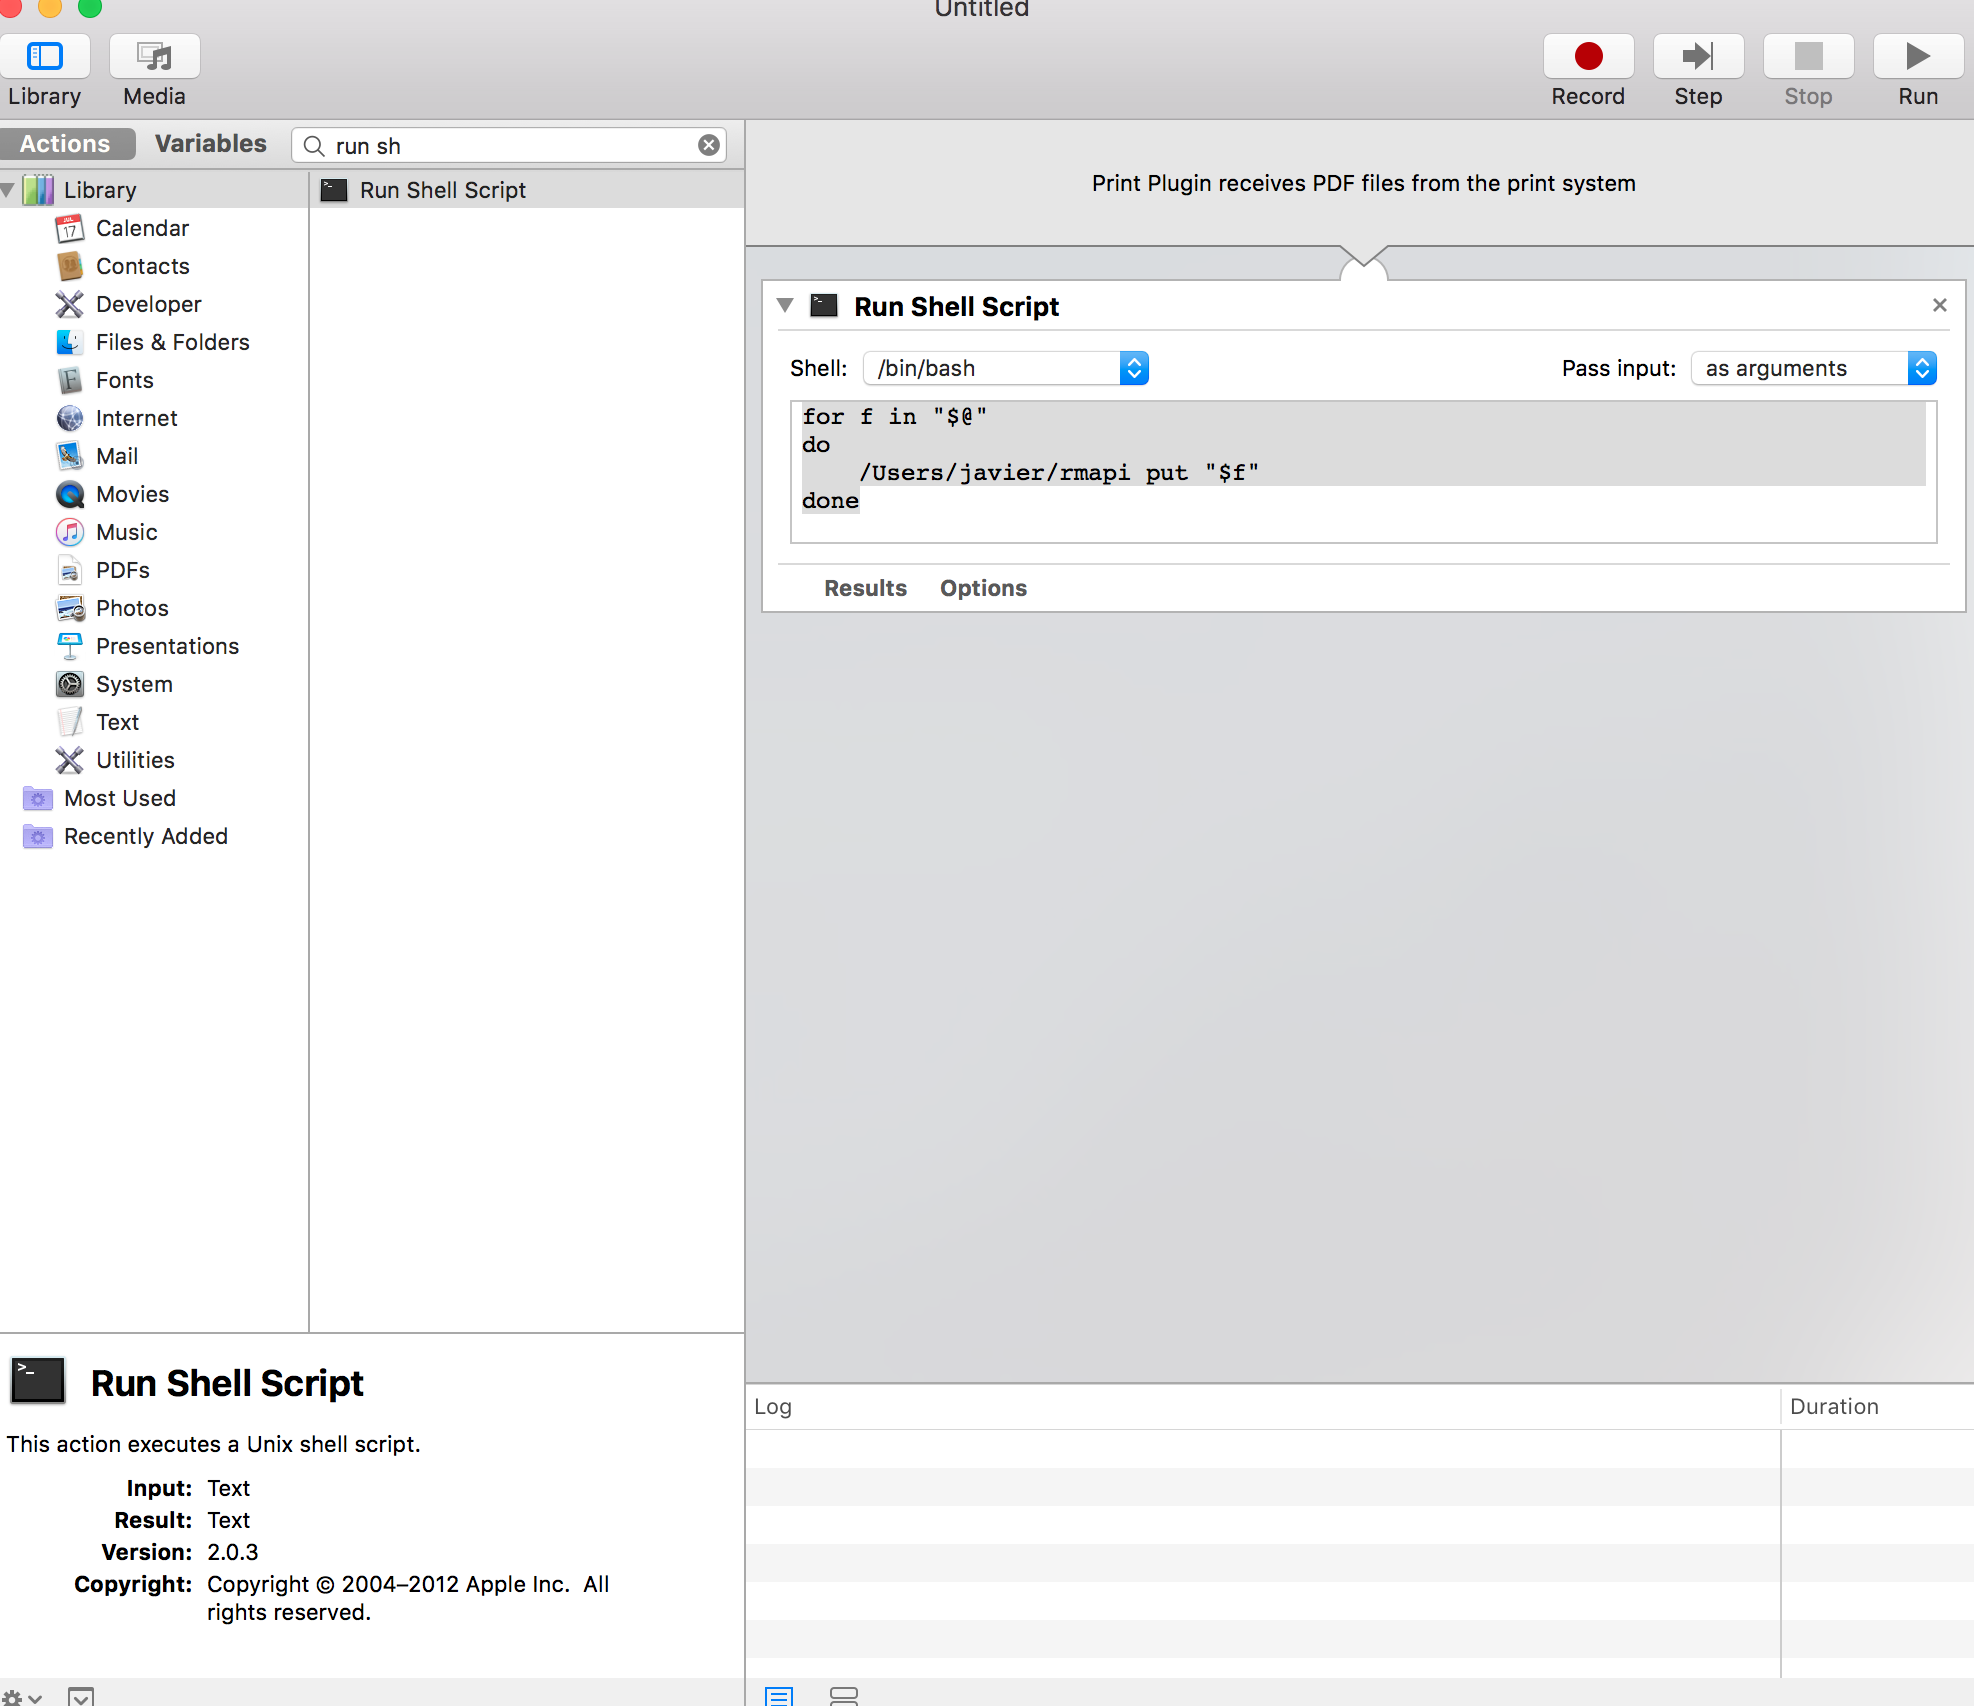 Untitled
Library
Media
Record
Step
Stop
Run
Actions
Variables
run sh
Library
Calendar
JUL
17
Contacts
Developer
Files & Folders
Fonts
Internet
Mail
Movies
Music
PDFs
Photos
Presentations
System
Text
Utilities
Most Used
Recently Added
Run Shell Script
Print Plugin receives PDF files from the print system
Run Shell Script
Shell: /bin/bash
Pass input: as arguments
for f in "$@"
do
    /Users/javier/rmapi put "$f"
done
Results
Options
Run Shell Script
This action executes a Unix shell script.
Input: Text
Result: Text
Version: 2.0.3
Copyright: Copyright © 2004–2012 Apple Inc. All
rights reserved.
Log
Duration